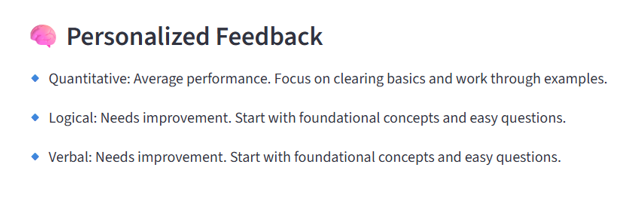 🧠 Personalized Feedback
🔹 Quantitative: Average performance. Focus on clearing basics and work through examples.
🔹 Logical: Needs improvement. Start with foundational concepts and easy questions.
🔹 Verbal: Needs improvement. Start with foundational concepts and easy questions.